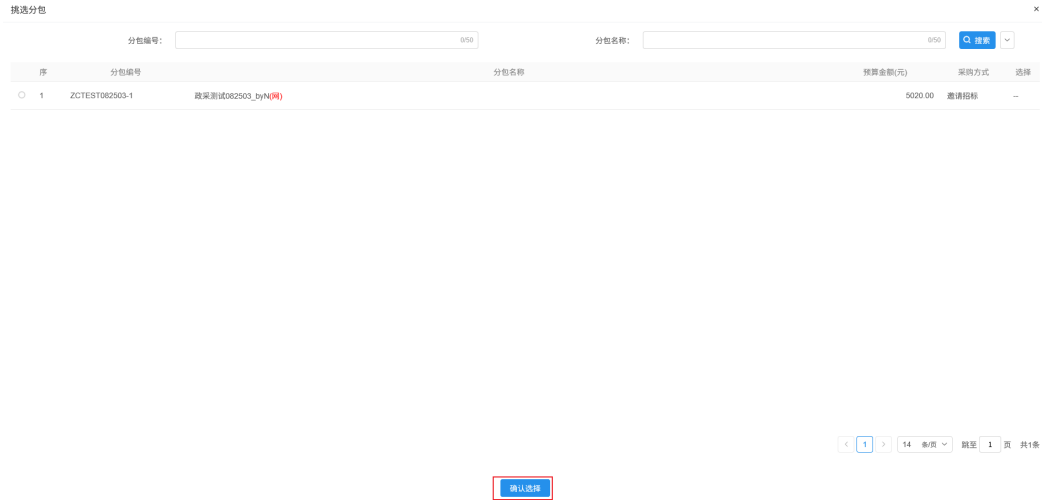 挑选分包 ×
分包编号： 0/50 分包名称： 0/50 搜索
序 分包编号 分包名称 预算金额(元) 采购方式 选择
1 ZCTEST082503-1 政采测试082503_byN(网) 5020.00 邀请招标 --
< 1 > 14 条/页 跳至 1 页 共1条
确认选择